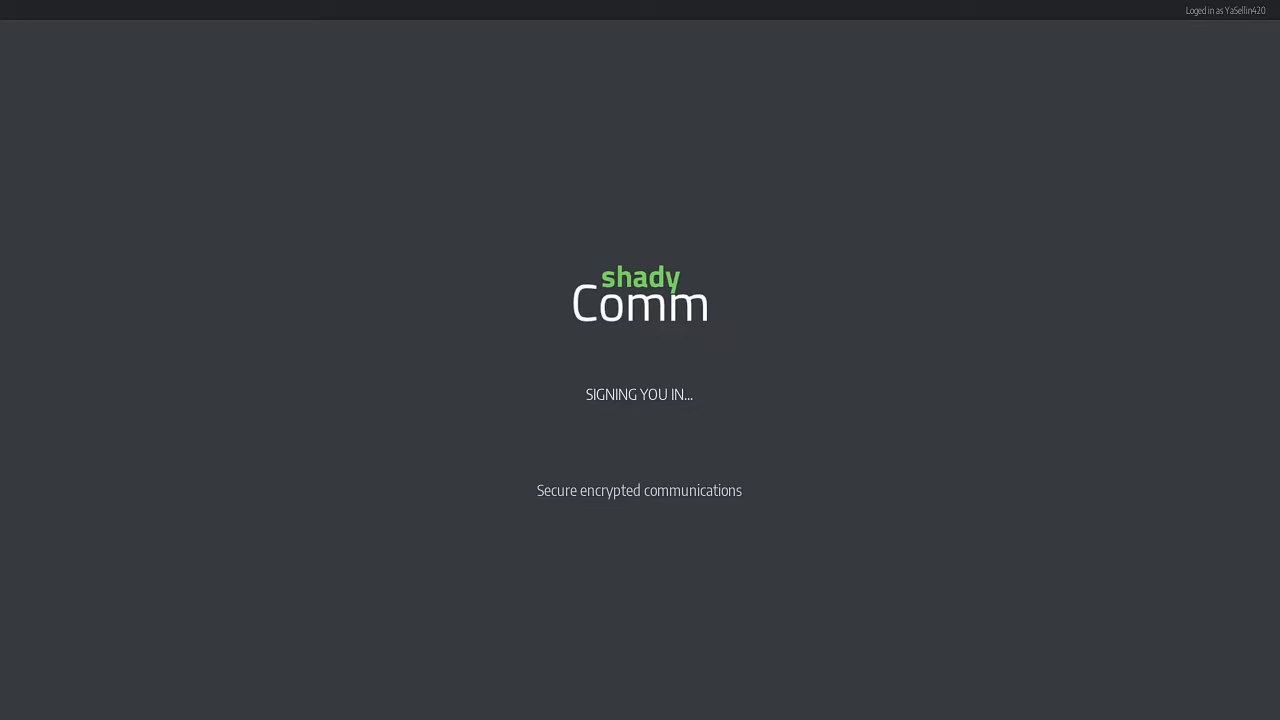 Loged in as YaSellin420
shady
Comm
SIGNING YOU IN...
Secure encrypted communications